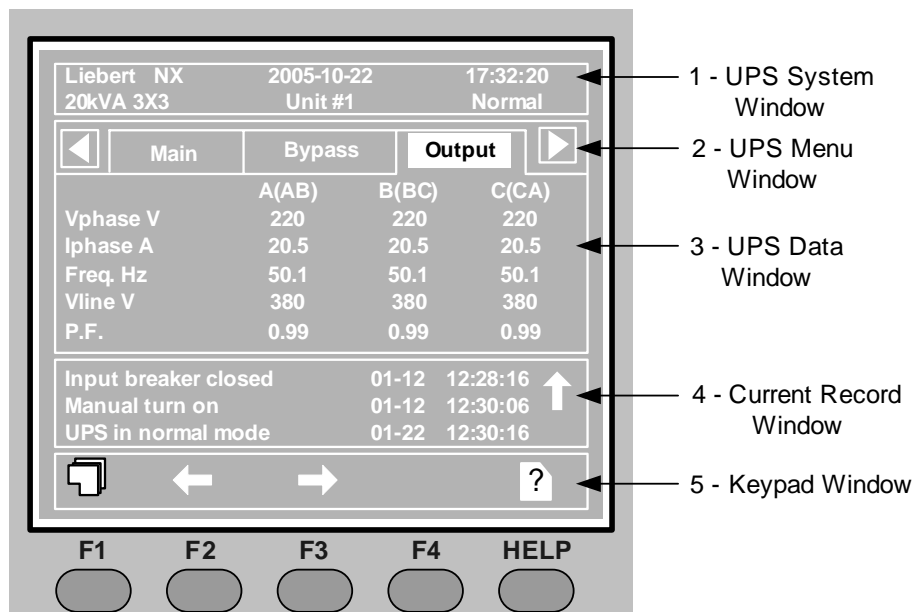 Liebert NX 2005-10-22 17:32:20
20kVA 3X3 Unit #1 Normal
1 - UPS System
Window
Main Bypass Output
2 - UPS Menu
Window
A(AB) B(BC) C(CA)
Vphase V 220 220 220
Iphase A 20.5 20.5 20.5
Freq. Hz 50.1 50.1 50.1
Vline V 380 380 380
P.F. 0.99 0.99 0.99
3 - UPS Data
Window
Input breaker closed 01-12 12:28:16
Manual turn on 01-12 12:30:06
UPS in normal mode 01-22 12:30:16
4 - Current Record
Window
?
5 - Keypad Window
F1 F2 F3 F4 HELP